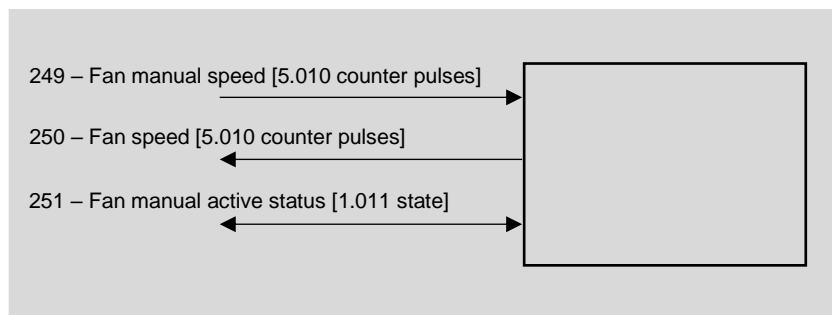 249 – Fan manual speed [5.010 counter pulses]
250 – Fan speed [5.010 counter pulses]
251 – Fan manual active status [1.011 state]